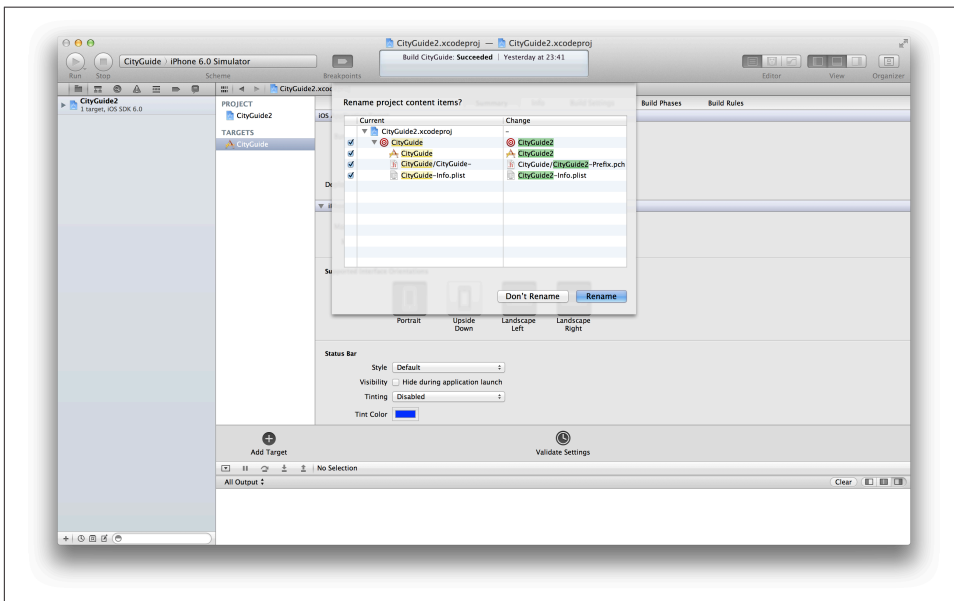 CityGuide2.xcodeproj — CityGuide2.xcodeproj
CityGuide iPhone 6.0 Simulator
Build CityGuide: Succeeded | Yesterday at 23:41
Run Stop Scheme Breakpoints Editor View Organizer
CityGuide2
1 target, iOS SDK 6.0
PROJECT
CityGuide2
TARGETS
CityGuide
Build Phases Build Rules
Rename project content items?
Current Change
CityGuide2.xcodeproj –
CityGuide CityGuide2
CityGuide CityGuide2
CityGuide/CityGuide- CityGuide/CityGuide2-Prefix.pch
CityGuide-Info.plist CityGuide2-Info.plist
Don't Rename Rename
Portrait Upside Down Landscape Left Landscape Right
Status Bar
Style Default
Visibility Hide during application launch
Tinting Disabled
Tint Color
Add Target Validate Settings
No Selection
All Output Clear